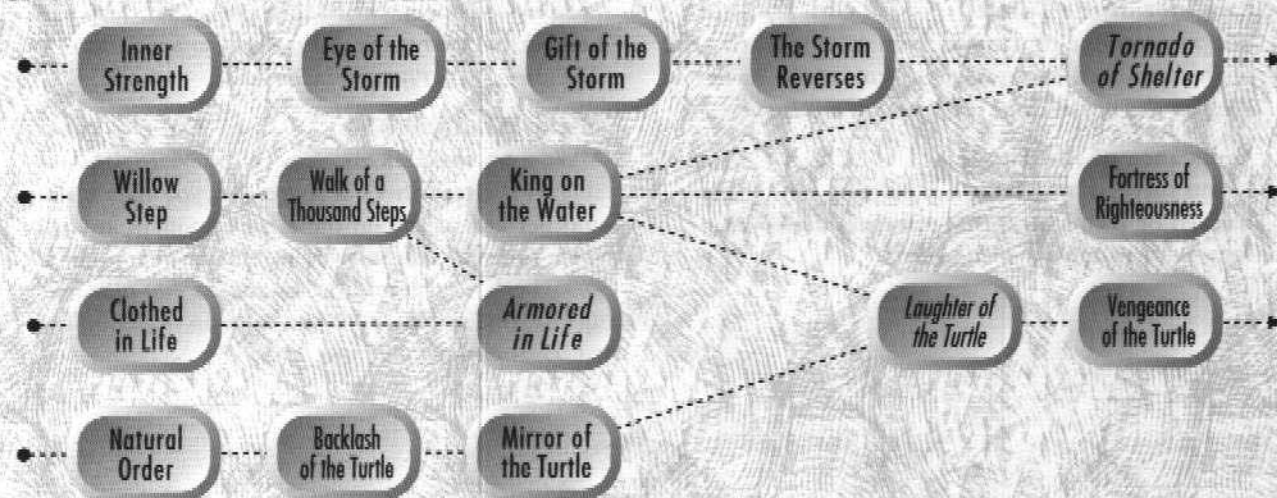 Inner
Strength
Eye of the
Storm
Gift of the
Storm
The Storm
Reverses
Tornado
of Shelter
Willow
Step
Walk of a
Thousand Steps
King on
the Water
Fortress of
Righteousness
Clothed
in Life
Armored
in Life
Laughter of
the Turtle
Vengeance
of the Turtle
Natural
Order
Backlash
of the Turtle
Mirror of
the Turtle